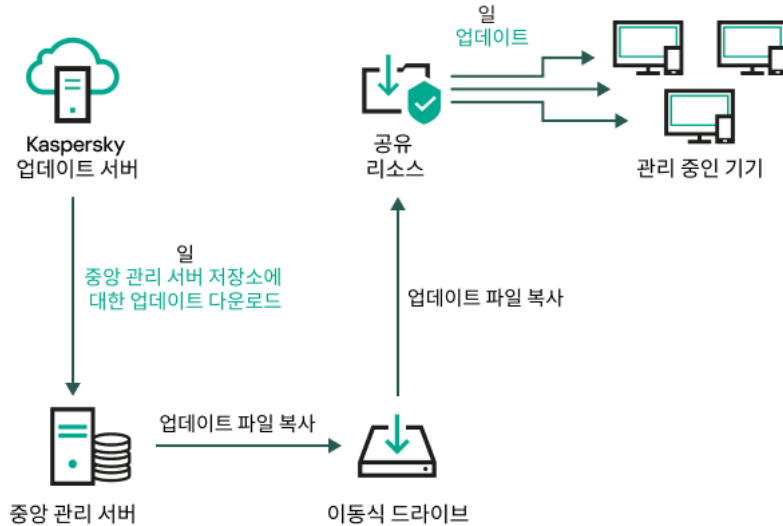 Kaspersky
업데이트 서버
일
중앙 관리 서버 저장소에
대한 업데이트 다운로드
중앙 관리 서버
업데이트 파일 복사
이동식 드라이브
업데이트 파일 복사
공유
리소스
일
업데이트
관리 중인 기기